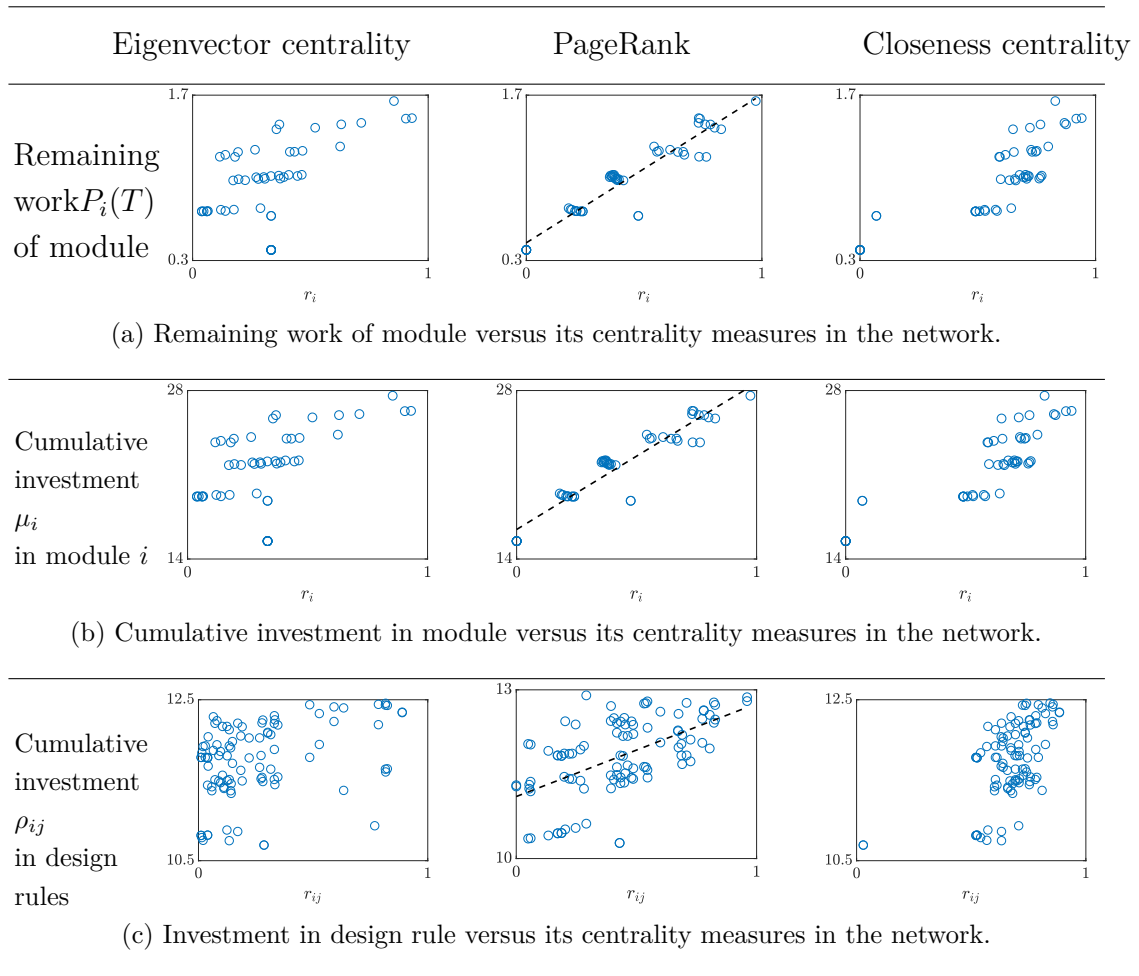 Eigenvector centrality PageRank Closeness centrality
Remaining
work$P_i(T)$
of module
1.7
0.3
0 1
$r_i$
1.7
0.3
0 1
$r_i$
1.7
0.3
0 1
$r_i$
(a) Remaining work of module versus its centrality measures in the network.
Cumulative
investment
$\mu_i$
in module $i$
28
14
0 1
$r_i$
28
14
0 1
$r_i$
28
14
0 1
$r_i$
(b) Cumulative investment in module versus its centrality measures in the network.
Cumulative
investment
$\rho_{ij}$
in design
rules
12.5
10.5
0 1
$r_{ij}$
13
10
0 1
$r_{ij}$
12.5
10.5
0 1
$r_{ij}$
(c) Investment in design rule versus its centrality measures in the network.